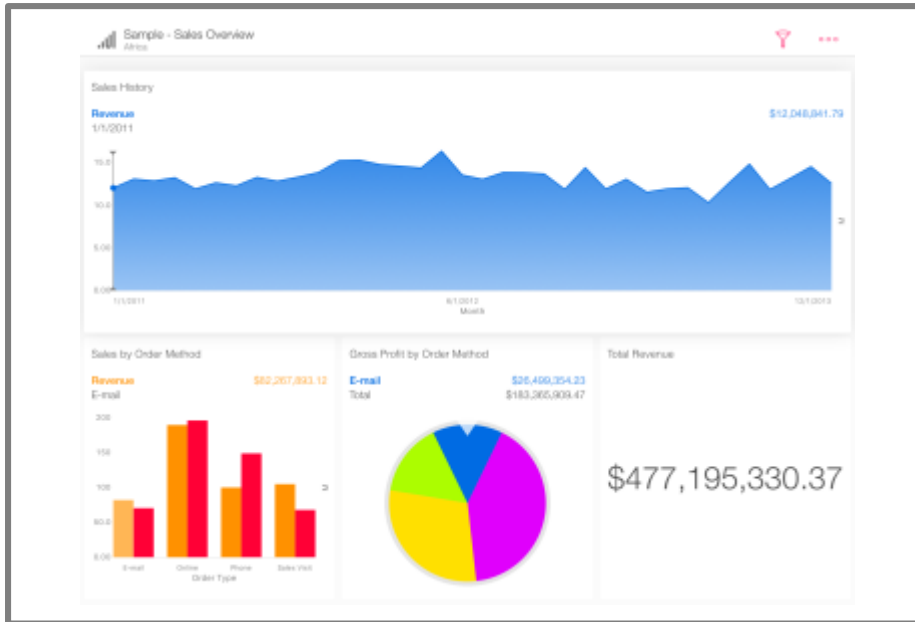 Sample - Sales Overview
Africa
Sales History
Revenue
$12,048,841.79
1/1/2011
15.0
10.0
5.00
0.00
1/1/2011
6/1/2012
12/1/2013
Month
Sales by Order Method
Revenue
$82,267,893.12
E-mail
200
150
100
50.0
0.00
E-mail
Online
Phone
Sales Visit
Order Type
Gross Profit by Order Method
E-mail
$26,499,354.23
Total
$183,365,909.47
Total Revenue
$477,195,330.37